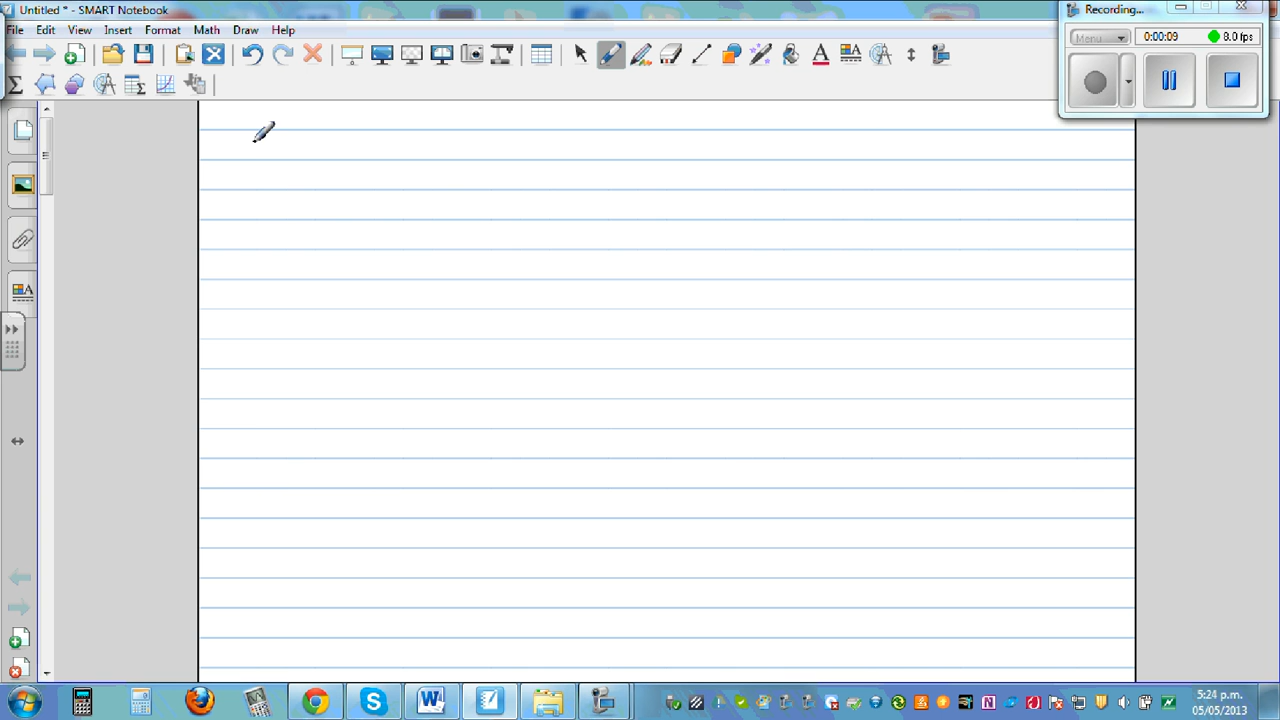 Untitled * - SMART Notebook
Recording...
File Edit View Insert Format Math Draw Help
Menu 0:00:09 8.0 fps
5:24 p.m.
05/05/2013